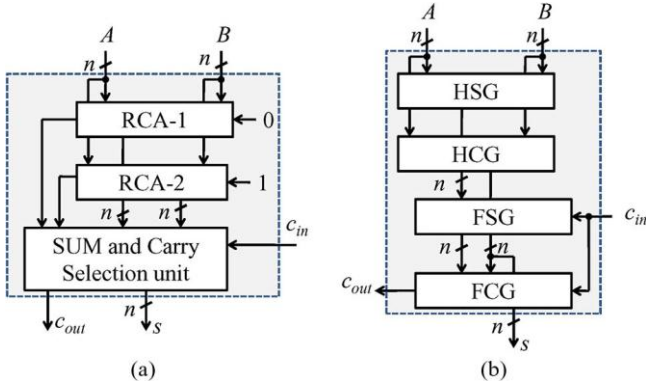 A B
n n
RCA-1 0
RCA-2 1
n n
c_in
SUM and Carry
Selection unit
c_out n s
(a)
A B
n n
HSG
HCG
n
FSG c_in
n n
c_out FCG
n s
(b)